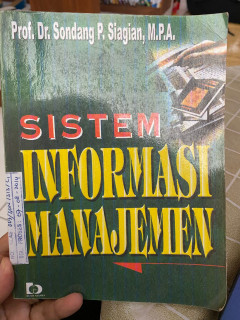 Prof. Dr. Sondang P. Siagian, M.P.A.
SISTEM
INFORMASI
MANAJEMEN